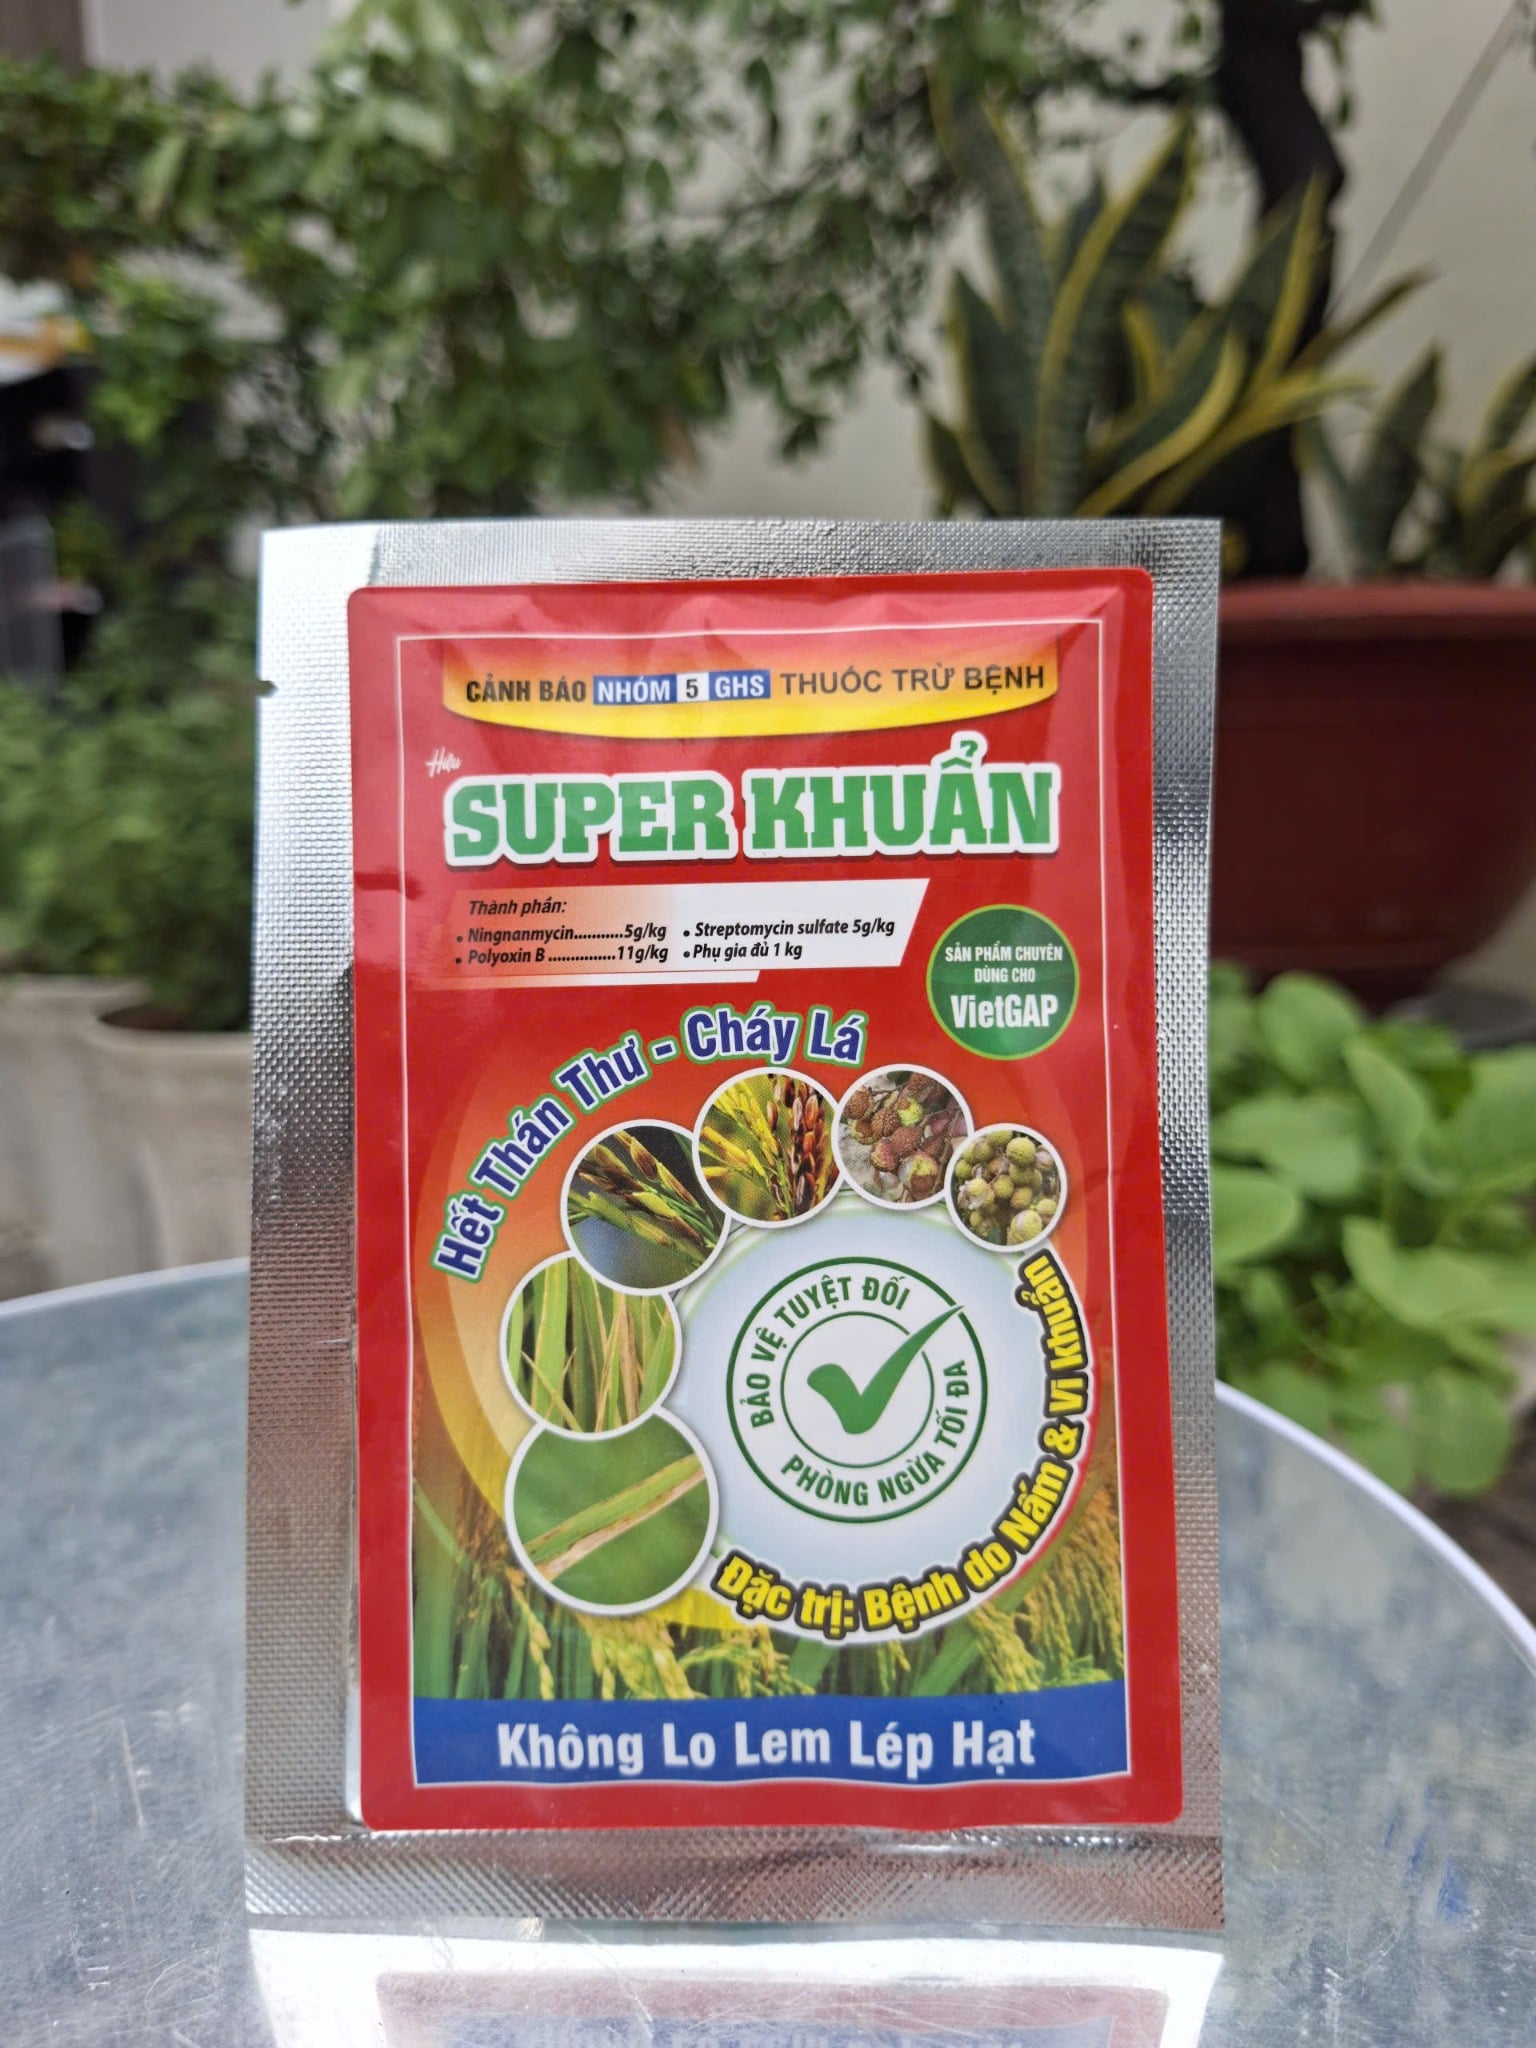 CẢNH BÁO NHÓM 5 GHS THUỐC TRỪ BỆNH
Hiệu
SUPER KHUẨN
Thành phần:
• Ningnanmycin...........5g/kg • Streptomycin sulfate 5g/kg
• Polyoxin B ...............11g/kg • Phụ gia đủ 1 kg
SẢN PHẨM CHUYÊN
DÙNG CHO
VietGAP
Hết Thán Thư - Cháy Lá
BẢO VỆ TUYỆT ĐỐI
PHÒNG NGỪA TỐI ĐA
Đặc trị: Bệnh do Nấm & Vi khuẩn
Không Lo Lem Lép Hạt